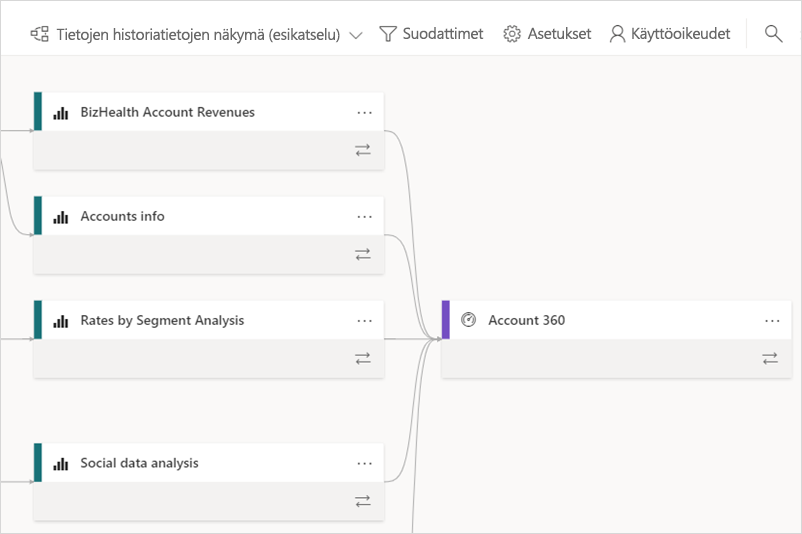 Tietojen historiatietojen näkymä (esikatselu) Suodattimet Asetukset Käyttöoikeudet
BizHealth Account Revenues
Accounts info
Rates by Segment Analysis
Account 360
Social data analysis